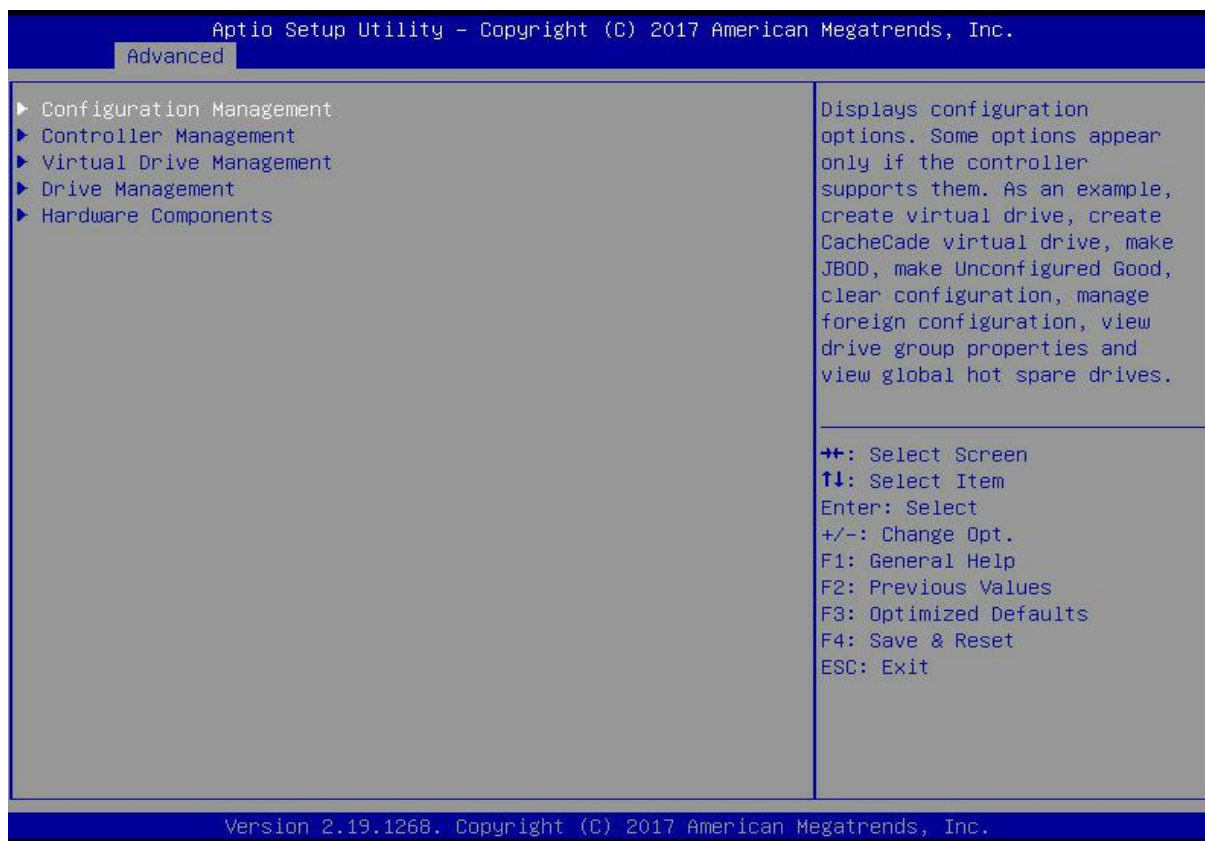 Aptio Setup Utility – Copyright (C) 2017 American Megatrends, Inc.
Advanced
▶ Configuration Management
▶ Controller Management
▶ Virtual Drive Management
▶ Drive Management
▶ Hardware Components
Displays configuration
options. Some options appear
only if the controller
supports them. As an example,
create virtual drive, create
CacheCade virtual drive, make
JBOD, make Unconfigured Good,
clear configuration, manage
foreign configuration, view
drive group properties and
view global hot spare drives.
→←: Select Screen
↑↓: Select Item
Enter: Select
+/-: Change Opt.
F1: General Help
F2: Previous Values
F3: Optimized Defaults
F4: Save & Reset
ESC: Exit
Version 2.19.1268. Copyright (C) 2017 American Megatrends, Inc.